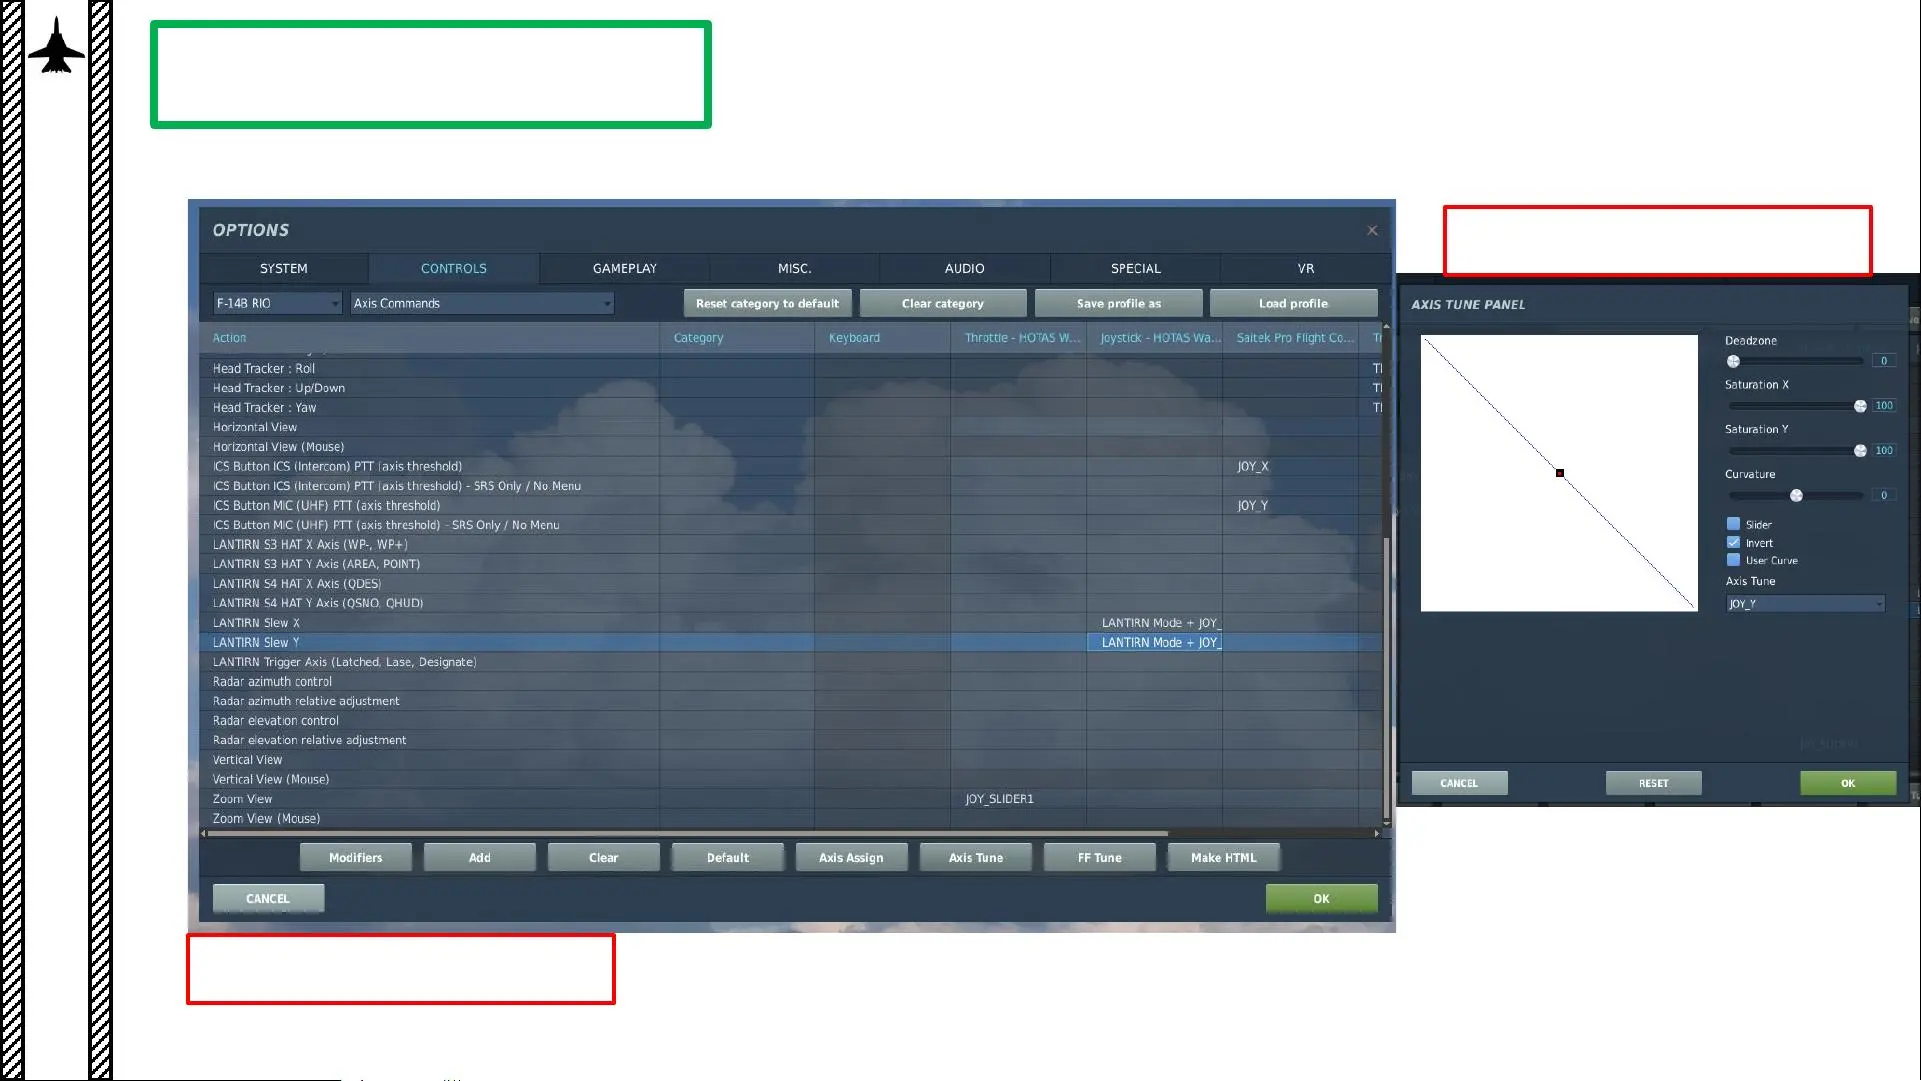 OPTIONS
SYSTEM CONTROLS GAMEPLAY MISC. AUDIO SPECIAL VR
F-14B RIO Axis Commands Reset category to default Clear category Save profile as Load profile
Action Category Keyboard Throttle - HOTAS W... Joystick - HOTAS Wa... Saitek Pro Flight Co...
Head Tracker : Roll
Head Tracker : Up/Down
Head Tracker : Yaw
Horizontal View
Horizontal View (Mouse)
ICS Button ICS (Intercom) PTT (axis threshold) JOY_X
ICS Button ICS (Intercom) PTT (axis threshold) - SRS Only / No Menu
ICS Button MIC (UHF) PTT (axis threshold) JOY_Y
ICS Button MIC (UHF) PTT (axis threshold) - SRS Only / No Menu
LANTIRN S3 HAT X Axis (WP-, WP+)
LANTIRN S3 HAT Y Axis (AREA, POINT)
LANTIRN S4 HAT X Axis (QDES)
LANTIRN S4 HAT Y Axis (QSNO, QHUD)
LANTIRN Slew X LANTIRN Mode + JOY_
LANTIRN Slew Y LANTIRN Mode + JOY_
LANTIRN Trigger Axis (Latched, Lase, Designate)
Radar azimuth control
Radar azimuth relative adjustment
Radar elevation control
Radar elevation relative adjustment
Vertical View
Vertical View (Mouse)
Zoom View JOY_SLIDER1
Zoom View (Mouse)
Modifiers Add Clear Default Axis Assign Axis Tune FF Tune Make HTML
CANCEL OK
AXIS TUNE PANEL
Deadzone
0
Saturation X
100
Saturation Y
100
Curvature
0
Slider
Invert
User Curve
Axis Tune
JOY_Y
CANCEL RESET OK